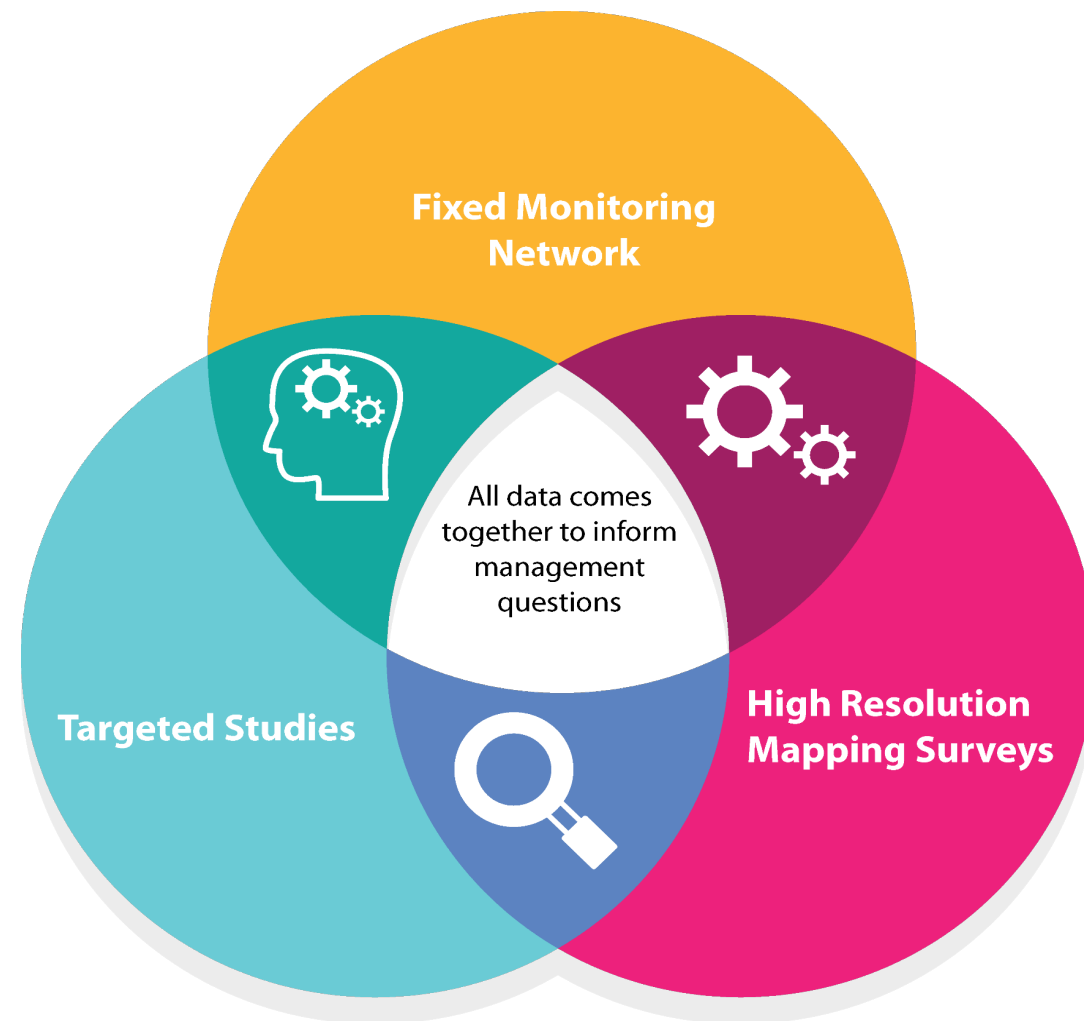 Fixed Monitoring
Network
All data comes
together to inform
management
questions
Targeted Studies
High Resolution
Mapping Surveys